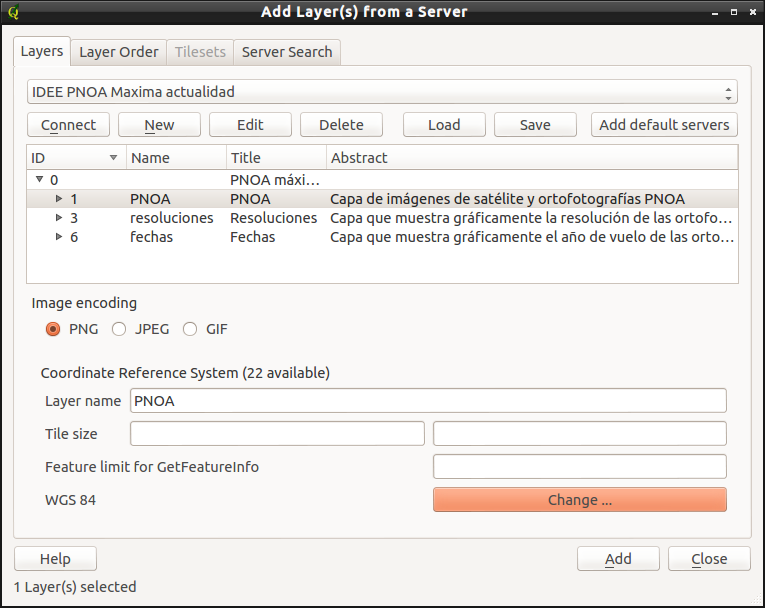 Add Layer(s) from a Server
Layers Layer Order Tilesets Server Search
IDEE PNOA Maxima actualidad
Connect New Edit Delete Load Save Add default servers
ID Name Title Abstract
0 PNOA máxi...
1 PNOA PNOA Capa de imágenes de satélite y ortofotografías PNOA
3 resoluciones Resoluciones Capa que muestra gráficamente la resolución de las ortofo...
6 fechas Fechas Capa que muestra gráficamente el año de vuelo de las orto...
Image encoding
PNG JPEG GIF
Coordinate Reference System (22 available)
Layer name PNOA
Tile size
Feature limit for GetFeatureInfo
WGS 84 Change ...
Help Add Close
1 Layer(s) selected